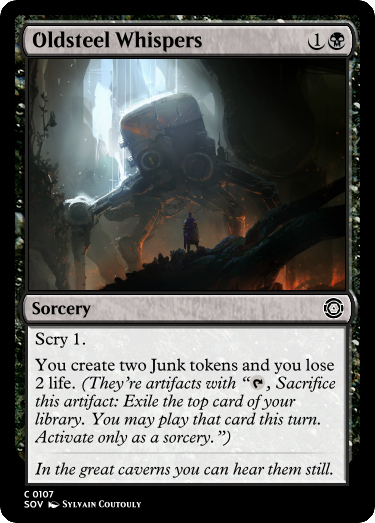 Oldsteel Whispers 1
Sorcery
Scry 1.
You create two Junk tokens and you lose
2 life. (They're artifacts with “, Sacrifice
this artifact: Exile the top card of your
library. You may play that card this turn.
Activate only as a sorcery.”)
In the great caverns you can hear them still.
C 0107
SOV Sylvain Coutouly